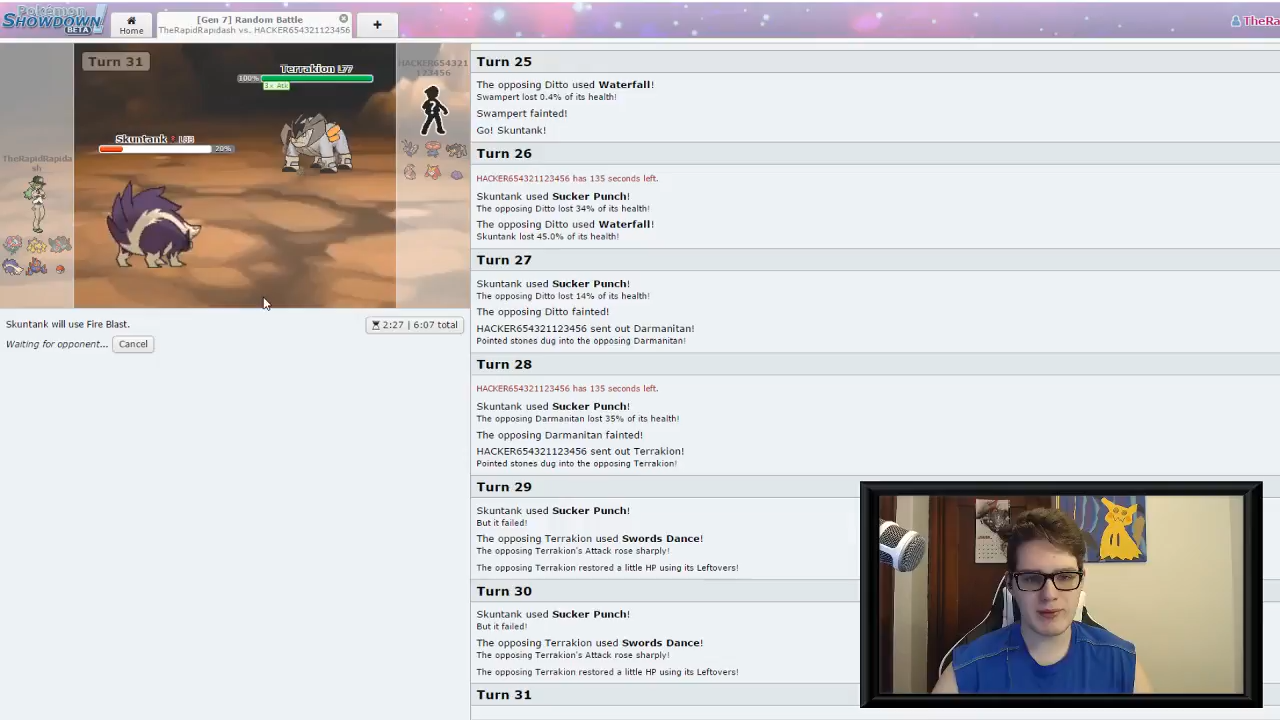 Pokémon
SHOWDOWN
BETA
Home
[Gen 7] Random Battle
TheRapidRapidash vs. HACKER654321123456
+
TheRa
Turn 31
Terrakion L77
100%
3x Atk
HACKER654321
123456
Skuntank
20%
TheRapidRapida
sh
Skuntank will use Fire Blast.
2:27 | 6:07 total
Waiting for opponent...
Cancel
Turn 25
The opposing Ditto used Waterfall!
Swampert lost 0.4% of its health!
Swampert fainted!
Go! Skuntank!
Turn 26
HACKER654321123456 has 135 seconds left.
Skuntank used Sucker Punch!
The opposing Ditto lost 34% of its health!
The opposing Ditto used Waterfall!
Skuntank lost 45.0% of its health!
Turn 27
Skuntank used Sucker Punch!
The opposing Ditto lost 14% of its health!
The opposing Ditto fainted!
HACKER654321123456 sent out Darmanitan!
Pointed stones dug into the opposing Darmanitan!
Turn 28
HACKER654321123456 has 135 seconds left.
Skuntank used Sucker Punch!
The opposing Darmanitan lost 35% of its health!
The opposing Darmanitan fainted!
HACKER654321123456 sent out Terrakion!
Pointed stones dug into the opposing Terrakion!
Turn 29
Skuntank used Sucker Punch!
But it failed!
The opposing Terrakion used Swords Dance!
The opposing Terrakion's Attack rose sharply!
The opposing Terrakion restored a little HP using its Leftovers!
Turn 30
Skuntank used Sucker Punch!
But it failed!
The opposing Terrakion used Swords Dance!
The opposing Terrakion's Attack rose sharply!
The opposing Terrakion restored a little HP using its Leftovers!
Turn 31